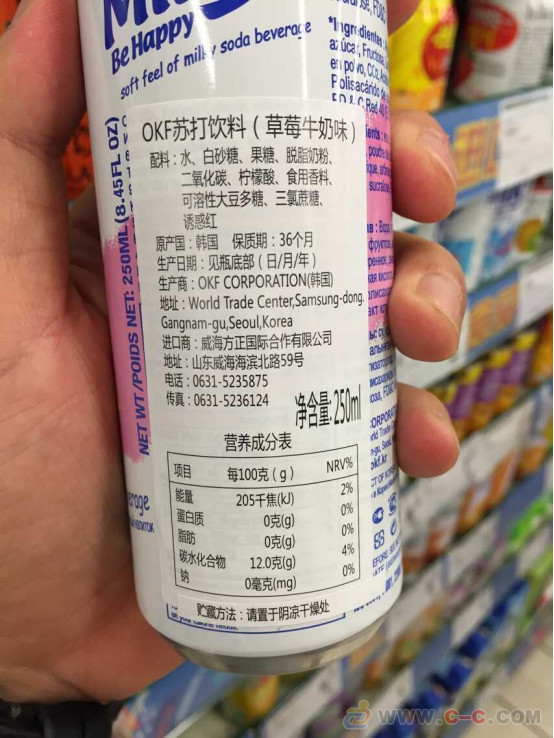 Be Happy
soft feel of milky soda beverage
NET WT/POIDS NET: 250ML (8.45FL OZ)
OKF苏打饮料（草莓牛奶味）
配料：水、白砂糖、果糖、脱脂奶粉、
二氧化碳、柠檬酸、食用香料、
可溶性大豆多糖、三氯蔗糖、
诱惑红
原产国：韩国 保质期：36个月
生产日期：见瓶底部（日/月/年）
生产商：OKF CORPORATION(韩国)
地址：World Trade Center,Samsung-dong.
Gangnam-gu,Seoul,Korea
进口商：威海方正国际合作有限公司
地址：山东威海海滨北路59号
电话：0631-5235875
传真：0631-5236124
净含量:250ml
营养成分表
项目 每100克（g） NRV%
能量 205千焦(kJ) 2%
蛋白质 0克(g) 0%
脂肪 0克(g) 0%
碳水化合物 12.0克(g) 4%
钠 0毫克(mg) 0%
贮藏方法：请置于阴凉干燥处
*Ingredientes
azúcar, Fructosa,
en polvo, CO2,
Polisacárido de
WWW.C-C.COM